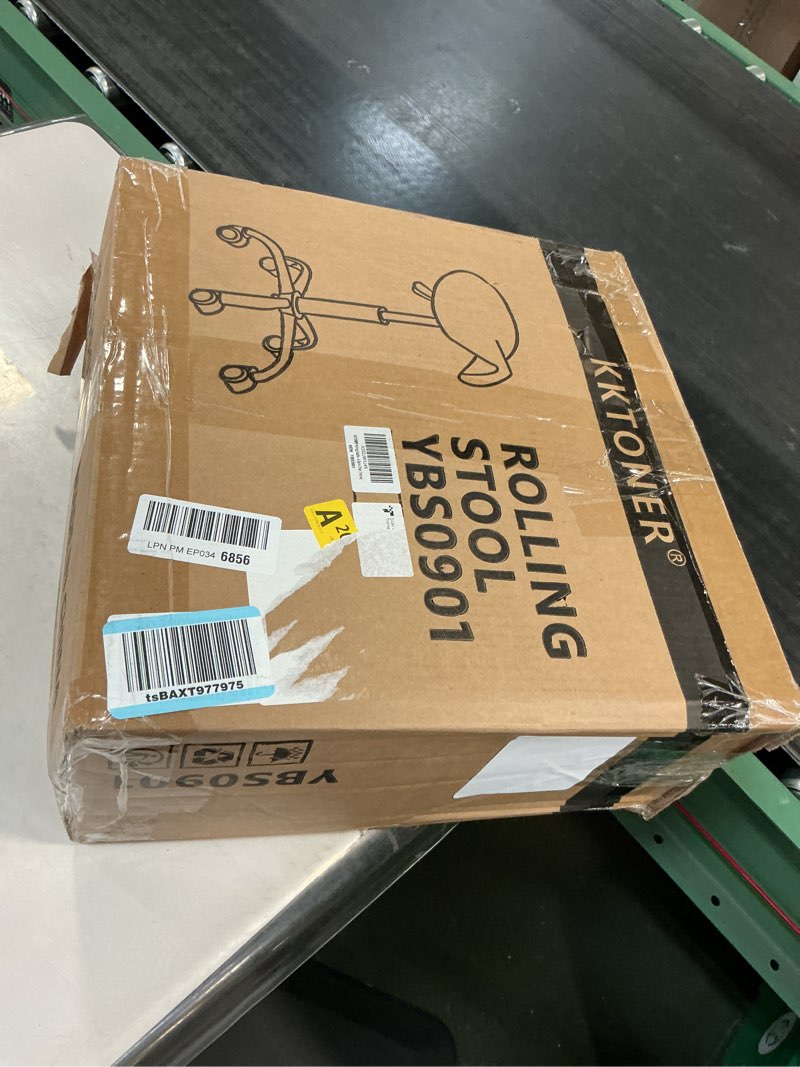 KKTONER®
ROLLING
STOOL
YBS0901
A
LPN PM EP034 6856
tsBAXT977975
YBS0901